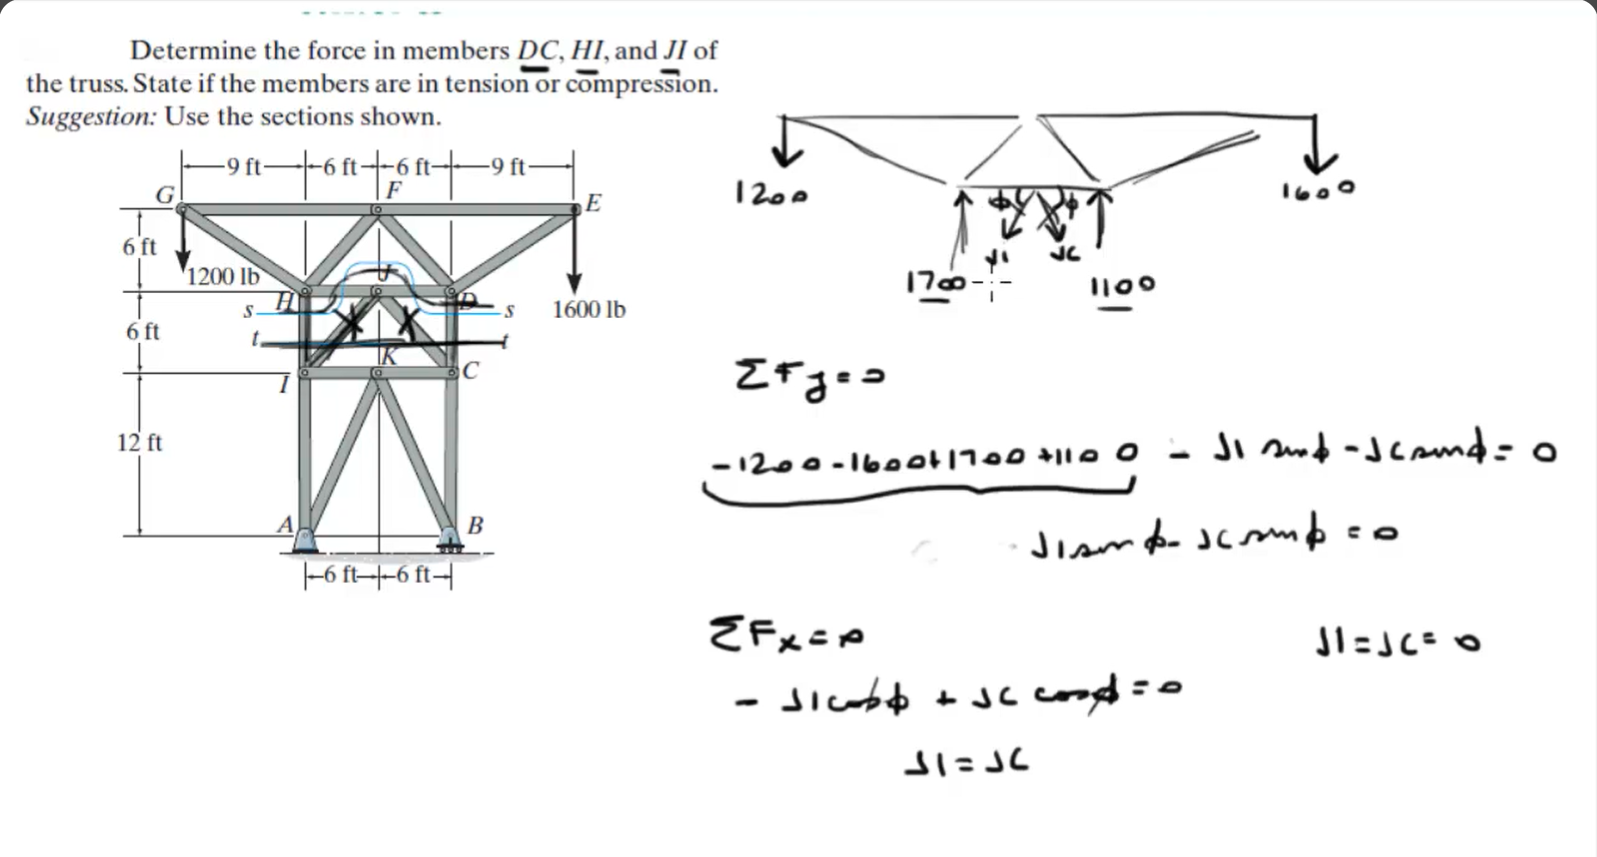 Determine the force in members DC, HI, and JI of
the truss. State if the members are in tension or compression.
Suggestion: Use the sections shown.
9 ft 6 ft 6 ft 9 ft
G F E
6 ft
1200 lb
J
H D
s s 1600 lb
6 ft
t t
K
I C
12 ft
A B
6 ft 6 ft
1200 1600
JI JC
1700 1100
ΣFy=0
-1200-1600+1700+1100 - JI sinϕ - JC sinϕ = 0
JI sinϕ - JC sinϕ = 0
ΣFx=0
JI=JC=0
- JI cosϕ + JC cosϕ = 0
JI = JC